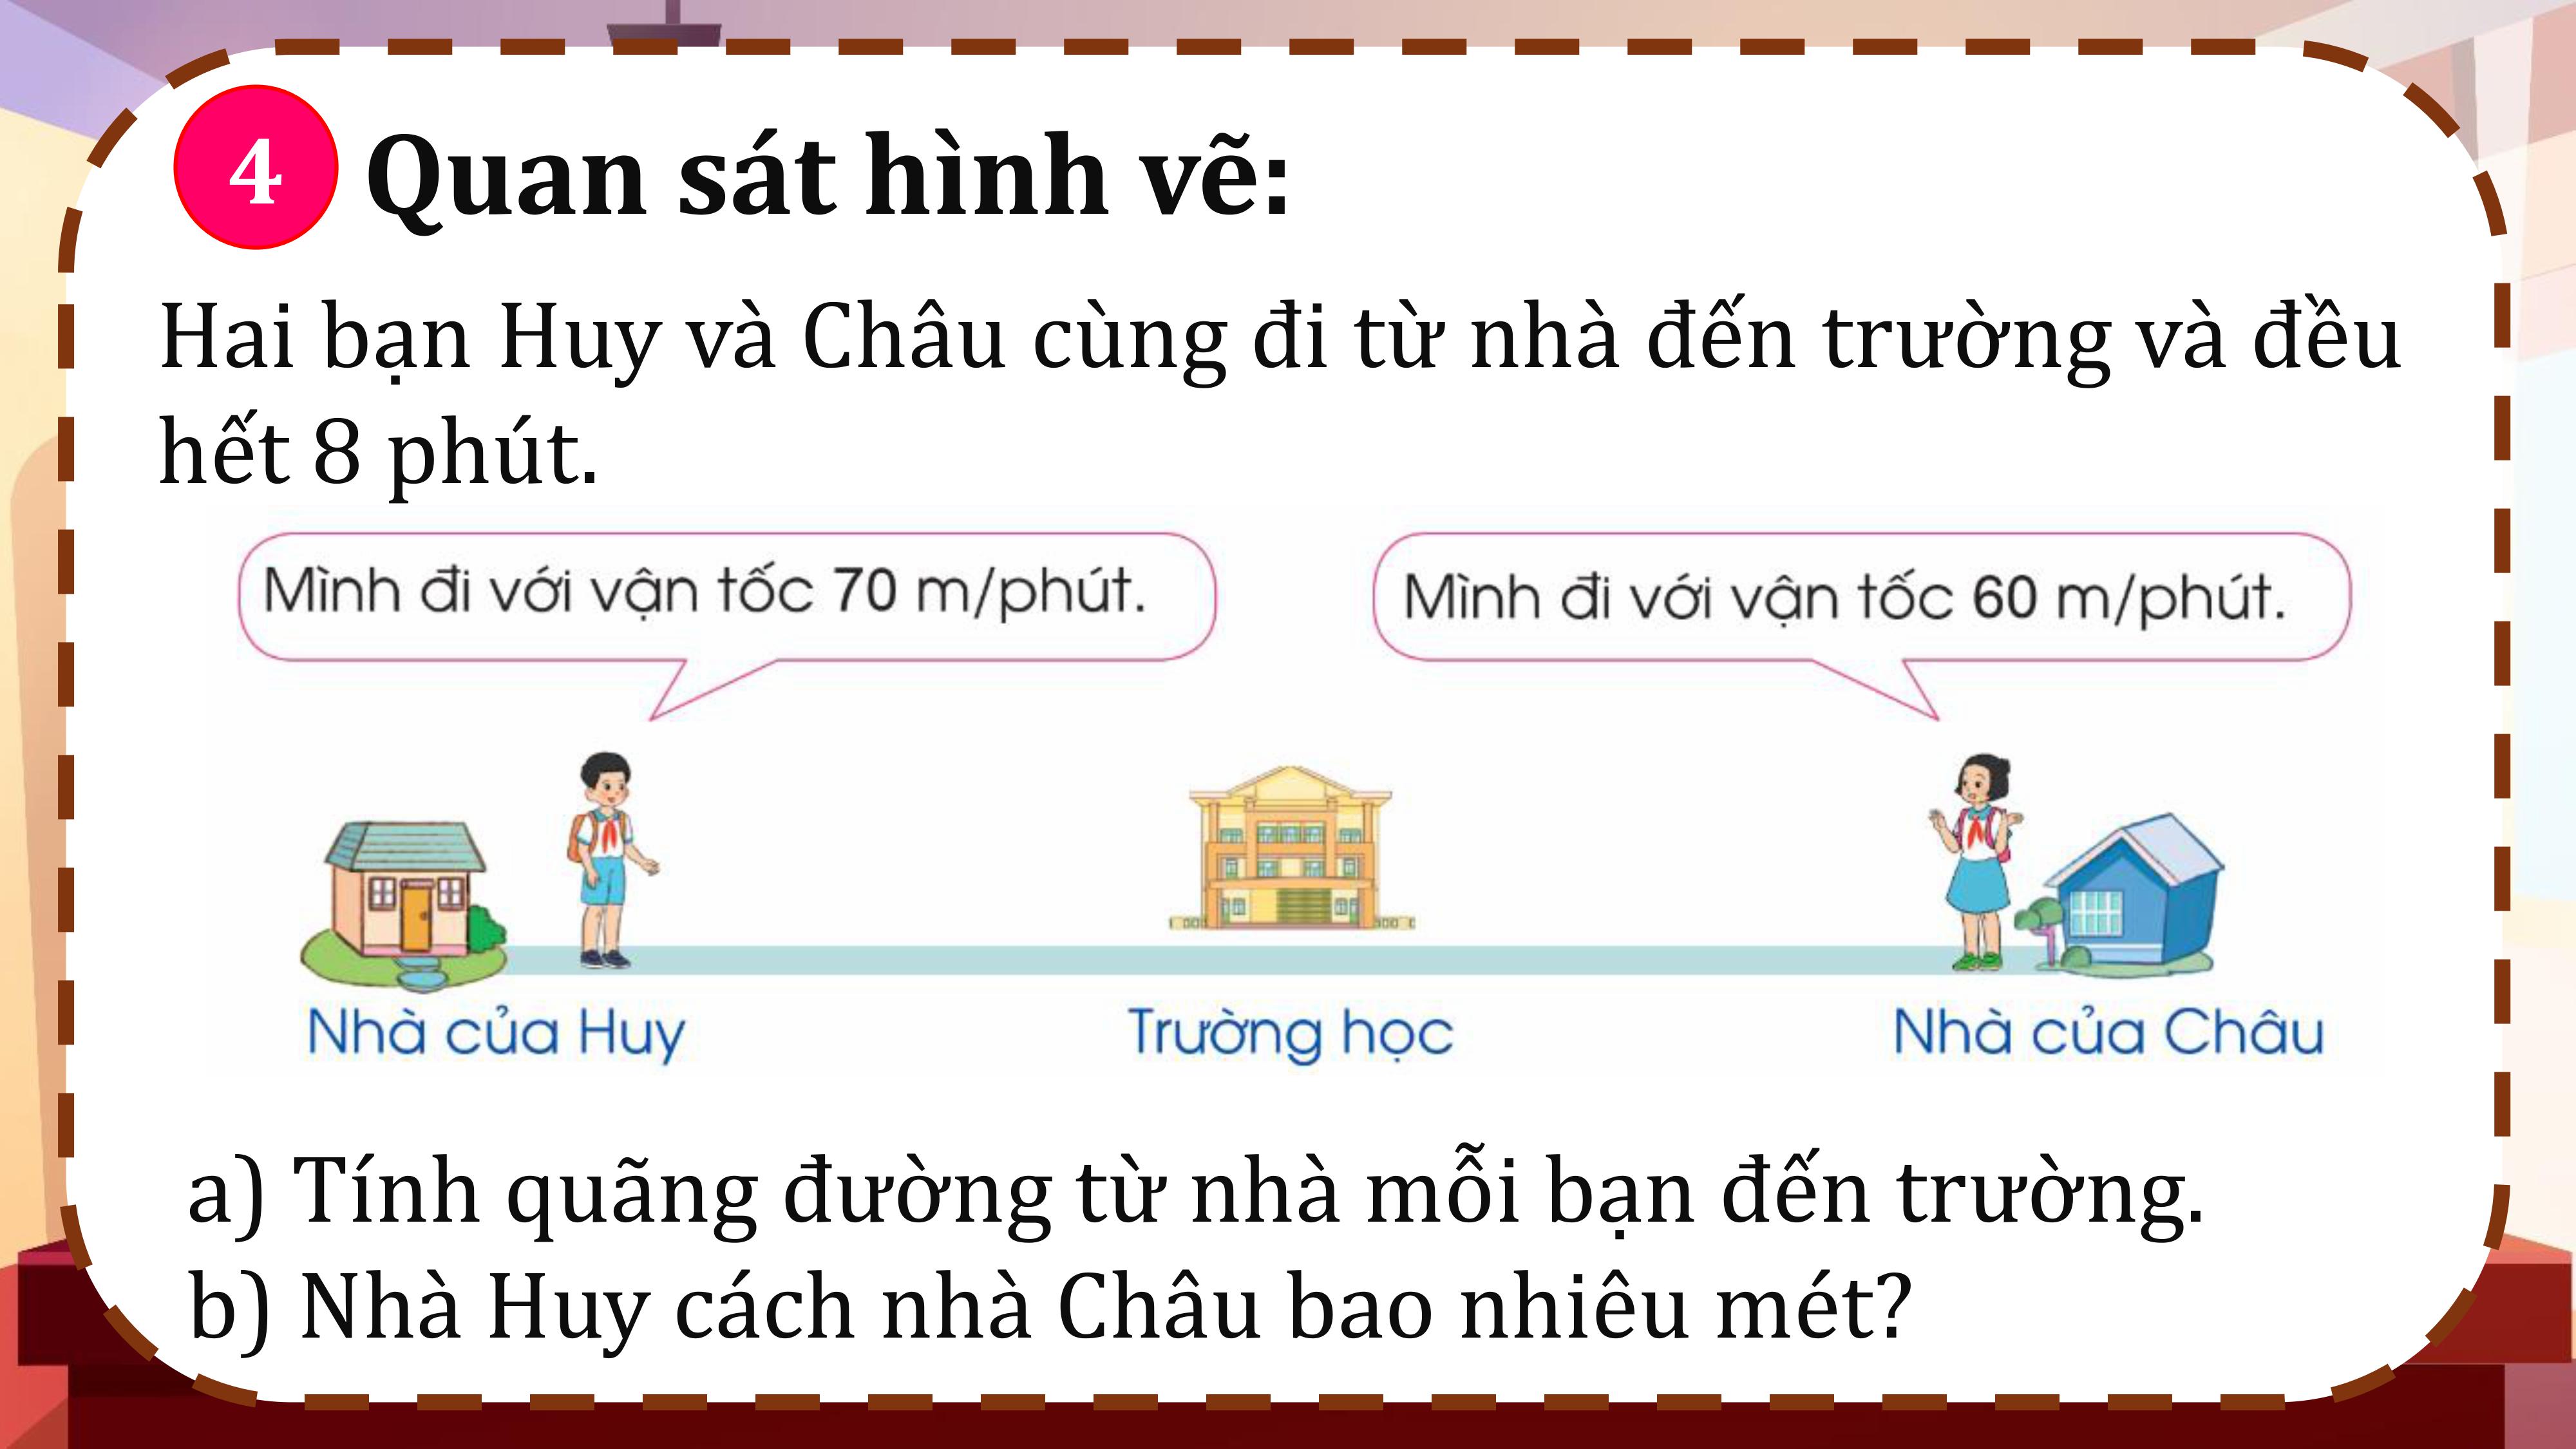 4 Quan sát hình vẽ:
Hai bạn Huy và Châu cùng đi từ nhà đến trường và đều
hết 8 phút.
Mình đi với vận tốc 70 m/phút.
Mình đi với vận tốc 60 m/phút.
Nhà của Huy
Trường học
Nhà của Châu
a) Tính quãng đường từ nhà mỗi bạn đến trường.
b) Nhà Huy cách nhà Châu bao nhiêu mét?